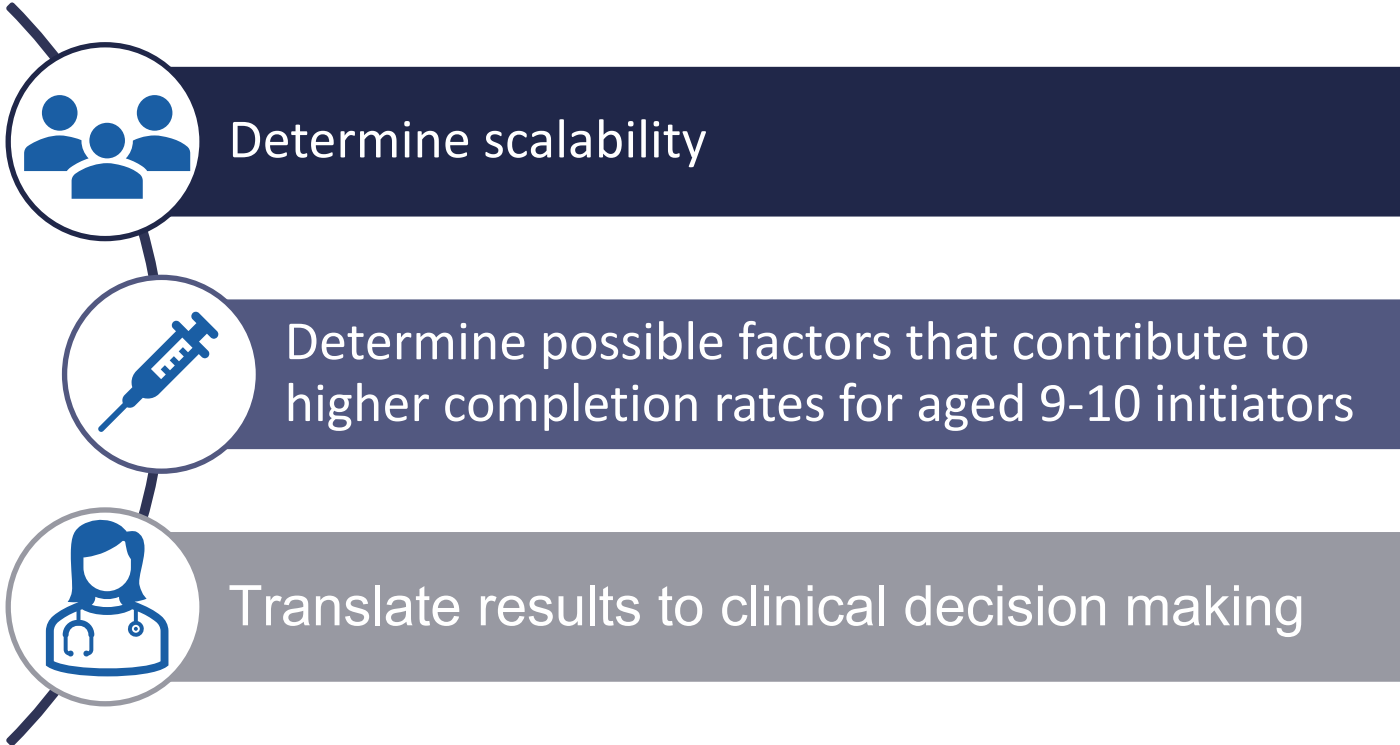 Determine scalability
Determine possible factors that contribute to
higher completion rates for aged 9-10 initiators
Translate results to clinical decision making